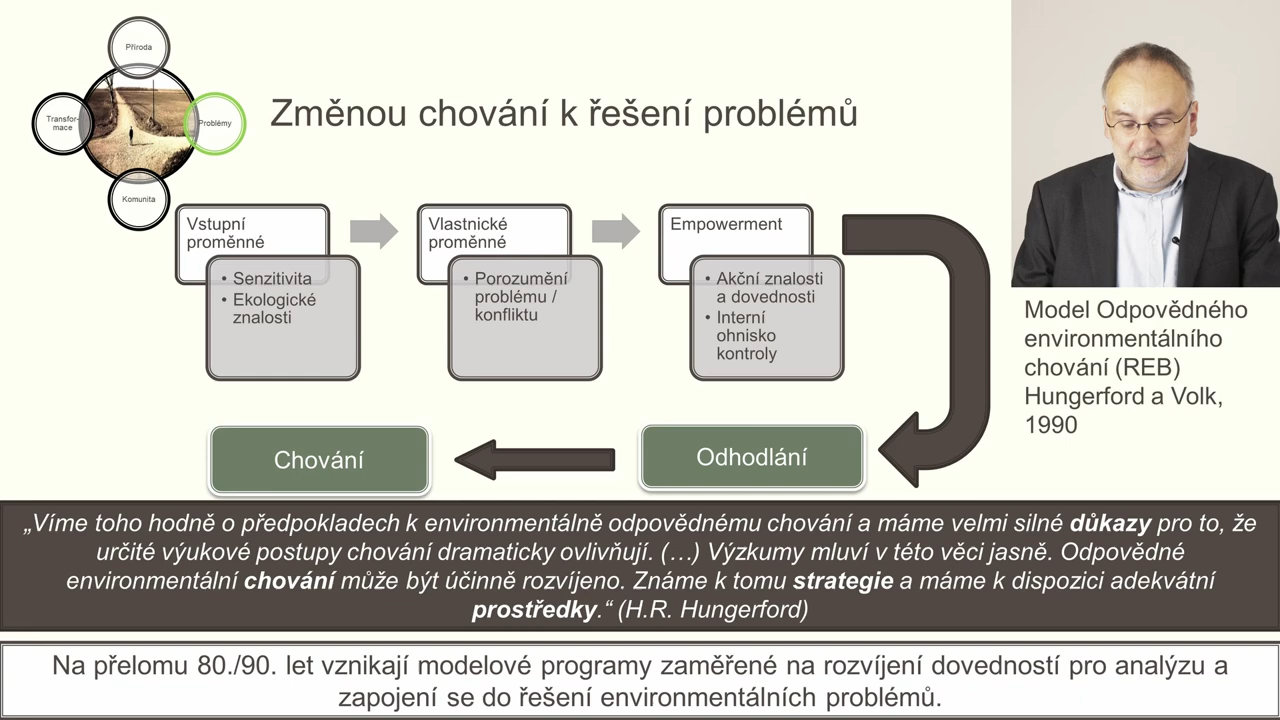 Příroda
Transfor-
mace
Problémy
Komunita
Změnou chování k řešení problémů
Vstupní
proměnné
• Senzitivita
• Ekologické
znalosti
Vlastnické
proměnné
• Porozumění
problému /
konfliktu
Empowerment
• Akční znalosti
a dovednosti
• Interní
ohnisko
kontroly
Model Odpovědného
environmentálního
chování (REB)
Hungerford a Volk,
1990
Odhodlání
Chování
„Víme toho hodně o předpokladech k environmentálně odpovědnému chování a máme velmi silné důkazy pro to, že
určité výukové postupy chování dramaticky ovlivňují. (…) Výzkumy mluví v této věci jasně. Odpovědné
environmentální chování může být účinně rozvíjeno. Známe k tomu strategie a máme k dispozici adekvátní
prostředky.“ (H.R. Hungerford)
Na přelomu 80./90. let vznikají modelové programy zaměřené na rozvíjení dovedností pro analýzu a
zapojení se do řešení environmentálních problémů.